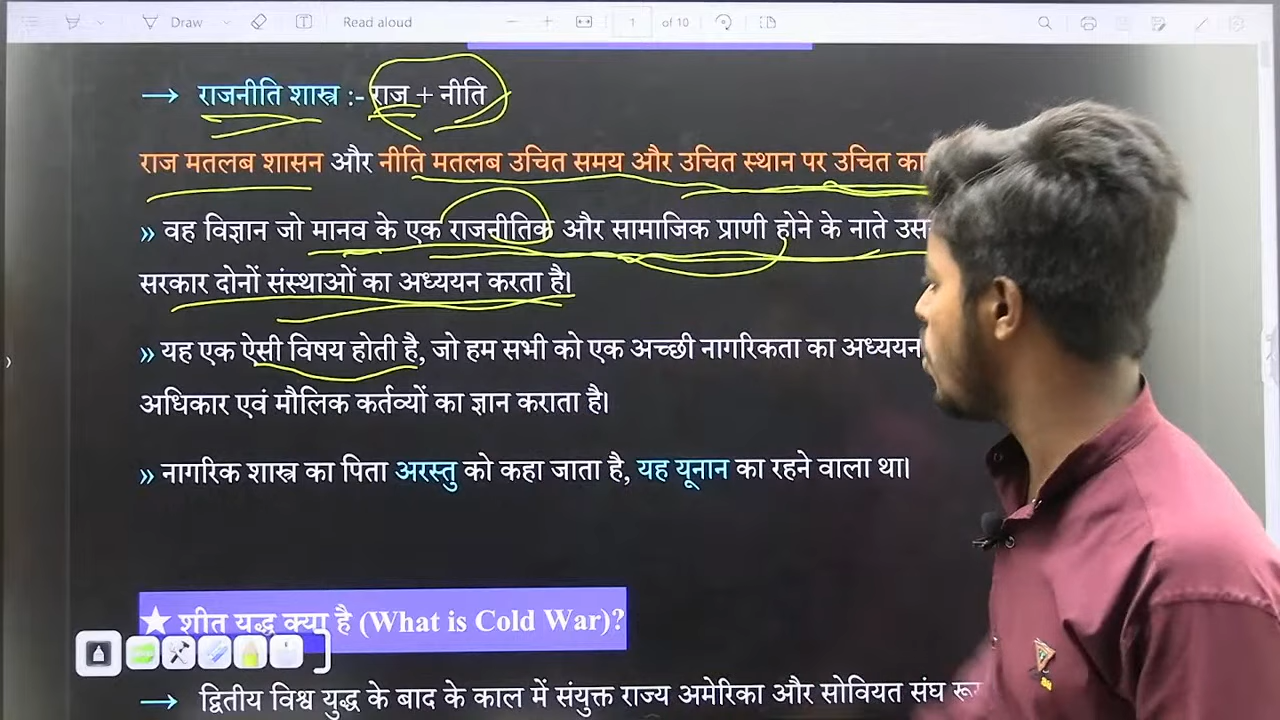 Draw
Read aloud
1 of 10
→ राजनीति शास्त्र :- राज + नीति
राज मतलब शासन और नीति मतलब उचित समय और उचित स्थान पर उचित
» वह विज्ञान जो मानव के एक राजनीतिक और सामाजिक प्राणी होने के नाते
सरकार दोनों संस्थाओं का अध्ययन करता है।
» यह एक ऐसी विषय होती है, जो हम सभी को एक अच्छी नागरिकता का अध्ययन
अधिकार एवं मौलिक कर्तव्यों का ज्ञान कराता है।
» नागरिक शास्त्र का पिता अरस्तु को कहा जाता है, यह यूनान का रहने वाला था।
★ शीत युद्ध क्या है (What is Cold War)?
→ द्वितीय विश्व युद्ध के बाद के काल में संयुक्त राज्य अमेरिका और सोवियत संघ